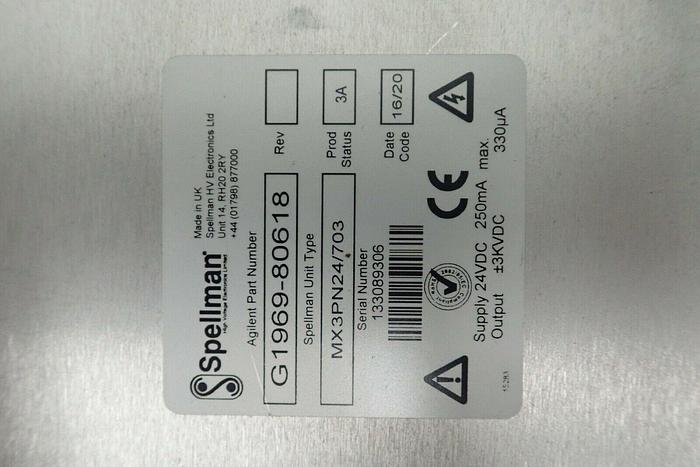 Spellman
High Voltage Electronics Limited
Made in UK
Spellman HV Electronics Ltd
Unit 14, RH20 2RY
+44 (01798) 877000
Agilent Part Number
G1969-80618
Rev
Spellman Unit Type
MX3PN24/703
Prod
Status
3A
Serial Number
133089306
Date
Code
16/20
CE
Supply 24VDC 250mA max.
Output ±3KVDC 330µA
15283